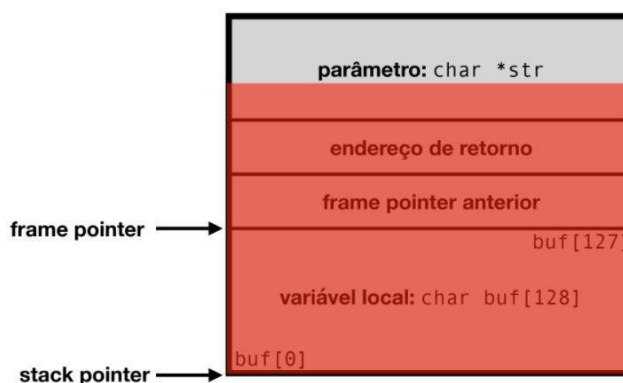 parâmetro: char *str
endereço de retorno
frame pointer anterior
frame pointer
buf[127]
variável local: char buf[128]
buf[0]
stack pointer